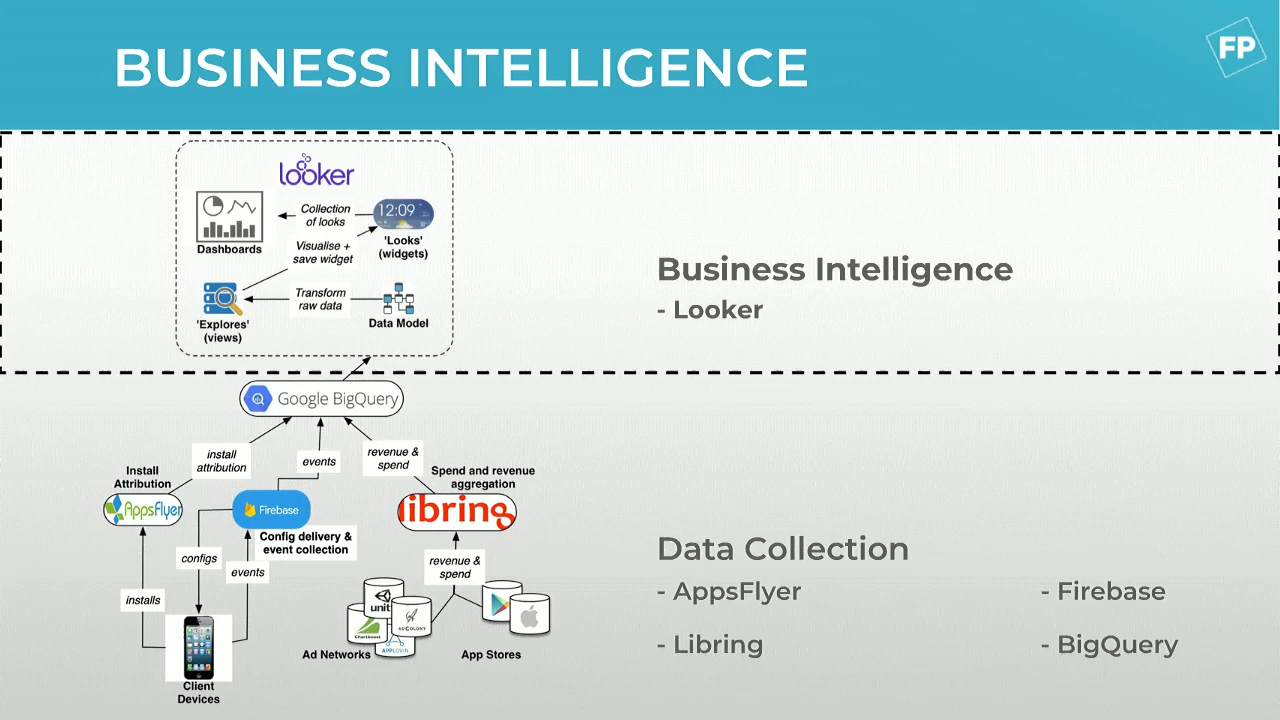 BUSINESS INTELLIGENCE
FP
looker
Collection
of looks
12:09
Dashboards
'Looks'
(widgets)
Visualise +
save widget
Transform
raw data
'Explores'
(views)
Data Model
Business Intelligence
- Looker
Google BigQuery
install
attribution
events
revenue &
spend
Install
Attribution
Spend and revenue
aggregation
AppsFlyer
Firebase
libring
Config delivery &
event collection
configs
events
revenue &
spend
installs
unit
Chartboost
ADCOLONY
APPLOVIN
Ad Networks
App Stores
Client
Devices
Data Collection
- AppsFlyer
- Firebase
- Libring
- BigQuery